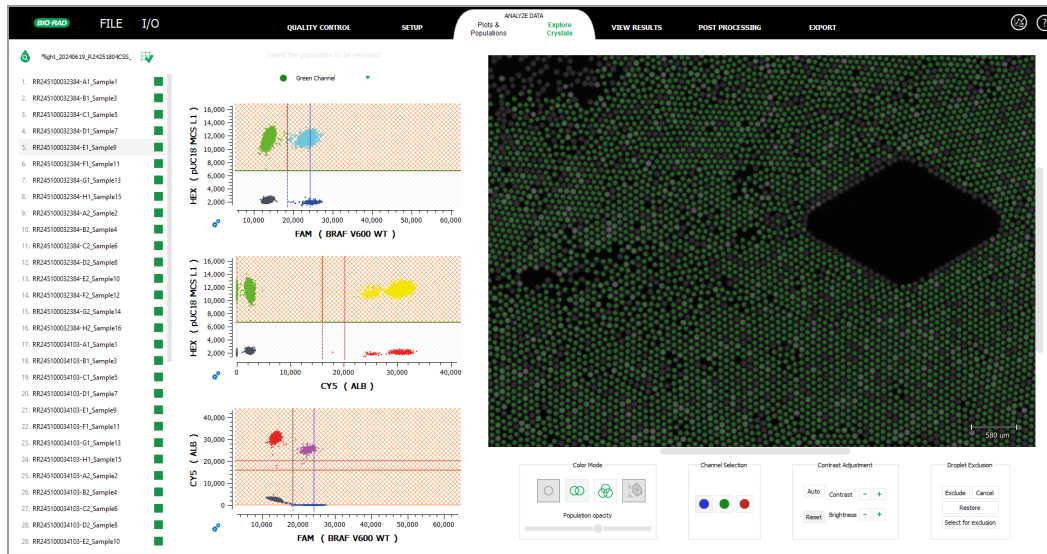 BIO-RAD FILE I/O
QUALITY CONTROL SETUP ANALYZE DATA Plots & Populations Explore Crystals VIEW RESULTS POST PROCESSING EXPORT
*light_20240619_R24251804CSS_
1. RR245100032384-A1_Sample1
2. RR245100032384-B1_Sample3
3. RR245100032384-C1_Sample5
4. RR245100032384-D1_Sample7
5. RR245100032384-E1_Sample9
6. RR245100032384-F1_Sample11
7. RR245100032384-G1_Sample13
8. RR245100032384-H1_Sample15
9. RR245100032384-A2_Sample2
10. RR245100032384-B2_Sample4
11. RR245100032384-C2_Sample6
12. RR245100032384-D2_Sample8
13. RR245100032384-E2_Sample10
14. RR245100032384-F2_Sample12
15. RR245100032384-G2_Sample14
16. RR245100032384-H2_Sample16
17. RR245100034103-A1_Sample1
18. RR245100034103-B1_Sample3
19. RR245100034103-C1_Sample5
20. RR245100034103-D1_Sample7
21. RR245100034103-E1_Sample9
22. RR245100034103-F1_Sample11
23. RR245100034103-G1_Sample13
24. RR245100034103-H1_Sample15
25. RR245100034103-A2_Sample2
26. RR245100034103-B2_Sample4
27. RR245100034103-C2_Sample6
28. RR245100034103-D2_Sample8
29. RR245100034103-E2_Sample10
Select the population to be revealed:
Green Channel
HEX ( pUC18 MCS L1 )
16,000
14,000
12,000
10,000
8,000
6,000
4,000
2,000
10,000 20,000 30,000 40,000 50,000 60,000
FAM ( BRAF V600 WT )
HEX ( pUC18 MCS L1 )
16,000
14,000
12,000
10,000
8,000
6,000
4,000
2,000
0 10,000 20,000 30,000 40,000
CY5 ( ALB )
CY5 ( ALB )
40,000
30,000
20,000
10,000
0
10,000 20,000 30,000 40,000 50,000 60,000
FAM ( BRAF V600 WT )
580 um
Color Mode
Population opacity
Channel Selection
Contrast Adjustment
Auto Contrast - +
Reset Brightness - +
Droplet Exclusion
Exclude Cancel
Restore
Select for exclusion